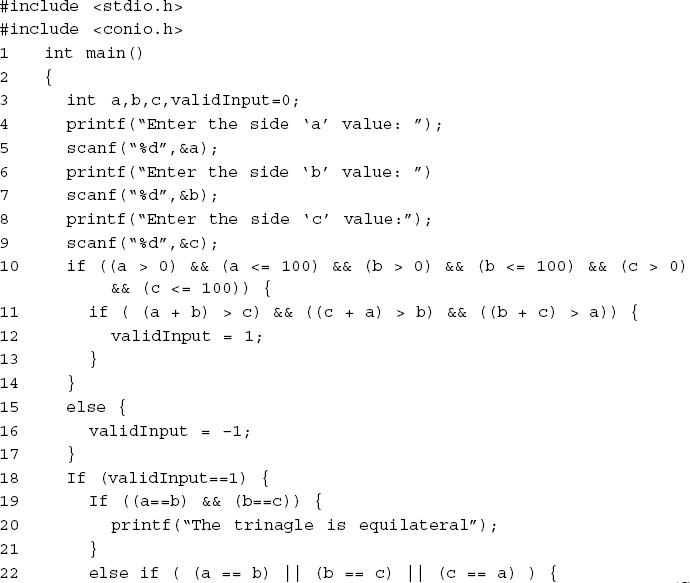 #include <stdio.h>
#include <conio.h>
1 int main()
2 {
3 int a,b,c,validInput=0;
4 printf(“Enter the side ‘a’ value: ”);
5 scanf(“%d”,&a);
6 printf(“Enter the side ‘b’ value: ”)
7 scanf(“%d”,&b);
8 printf(“Enter the side ‘c’ value:”);
9 scanf(“%d”,&c);
10 if ((a > 0) && (a <= 100) && (b > 0) && (b <= 100) && (c > 0)
&& (c <= 100)) {
11 if ( (a + b) > c) && ((c + a) > b) && ((b + c) > a)) {
12 validInput = 1;
13 }
14 }
15 else {
16 validInput = -1;
17 }
18 If (validInput==1) {
19 If ((a==b) && (b==c)) {
20 printf(“The trinagle is equilateral”);
21 }
22 else if ( (a == b) || (b == c) || (c == a) ) {